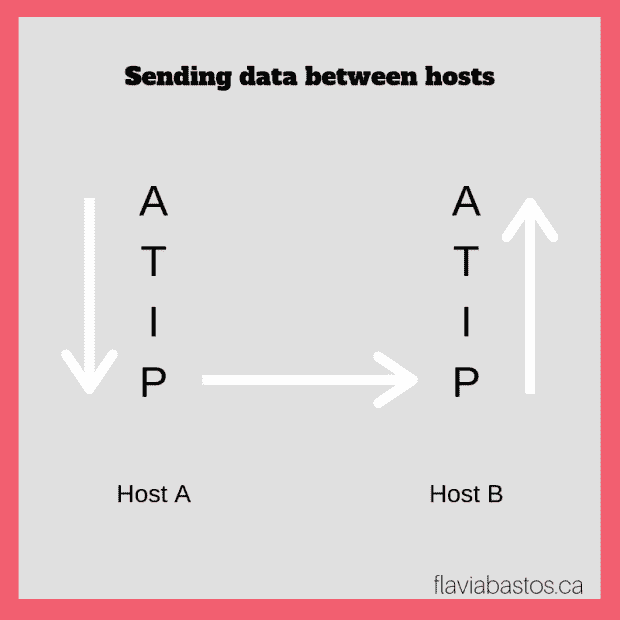 Sending data between hosts
A A
T T
I I
P P
Host A Host B
flaviabastos.ca